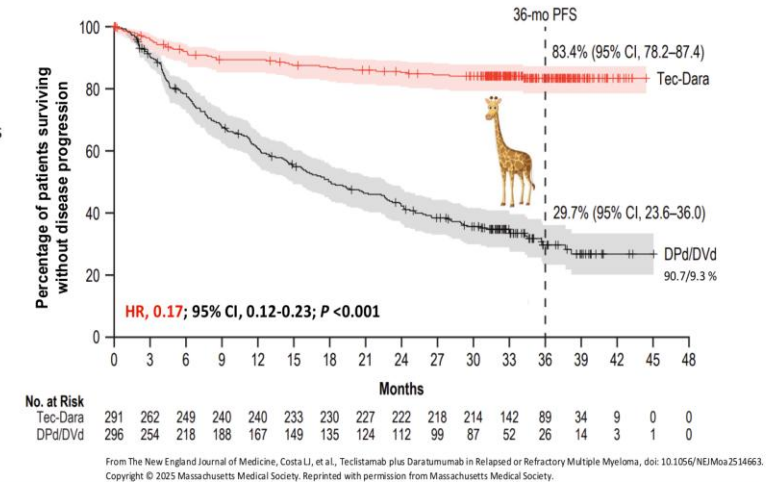 36-mo PFS
83.4% (95% CI, 78.2–87.4)
Tec-Dara
29.7% (95% CI, 23.6–36.0)
DPd/DVd
90.7/9.3 %
HR, 0.17; 95% CI, 0.12-0.23; P <0.001
Percentage of patients surviving
without disease progression
100
80
60
40
20
0
0 3 6 9 12 15 18 21 24 27 30 33 36 39 42 45 48
Months
No. at Risk
Tec-Dara 291 262 249 240 240 233 230 227 222 218 214 142 89 34 9 0 0
DPd/DVd 296 254 218 188 167 149 135 124 112 99 87 52 26 14 3 1 0
From The New England Journal of Medicine, Costa LJ, et al., Teclistamab plus Daratumumab in Relapsed or Refractory Multiple Myeloma, doi: 10.1056/NEJMoa2514663.
Copyright © 2025 Massachusetts Medical Society. Reprinted with permission from Massachusetts Medical Society.